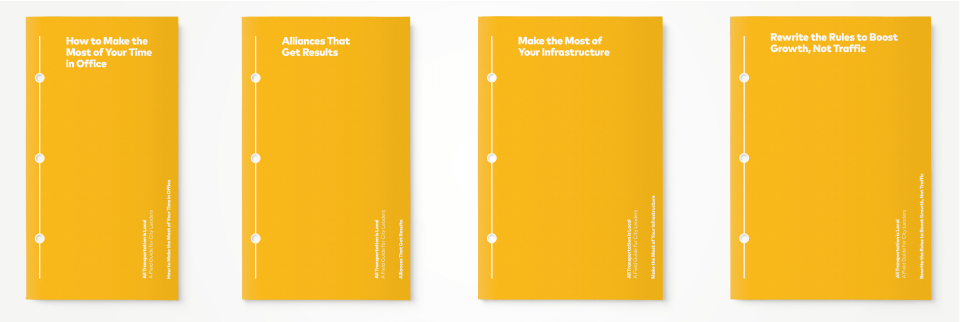 How to Make the
Most of Your Time
in Office
All Transportation is Local
A Field Guide for City Leaders
How to Make the Most of Your Time in Office
Alliances That
Get Results
All Transportation is Local
A Field Guide for City Leaders
Alliances That Get Results
Make the Most of
Your Infrastructure
All Transportation is Local
A Field Guide for City Leaders
Make the Most of Your Infrastructure
Rewrite the Rules to Boost
Growth, Not Traffic
All Transportation is Local
A Field Guide for City Leaders
Rewrite the Rules to Boost Growth, Not Traffic